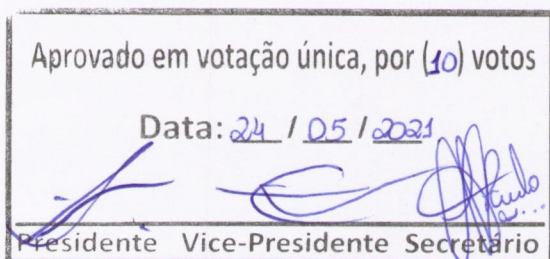 Aprovado em votação única, por (10) votos
Data: 24 / 05 / 2021
Presidente Vice-Presidente Secretário